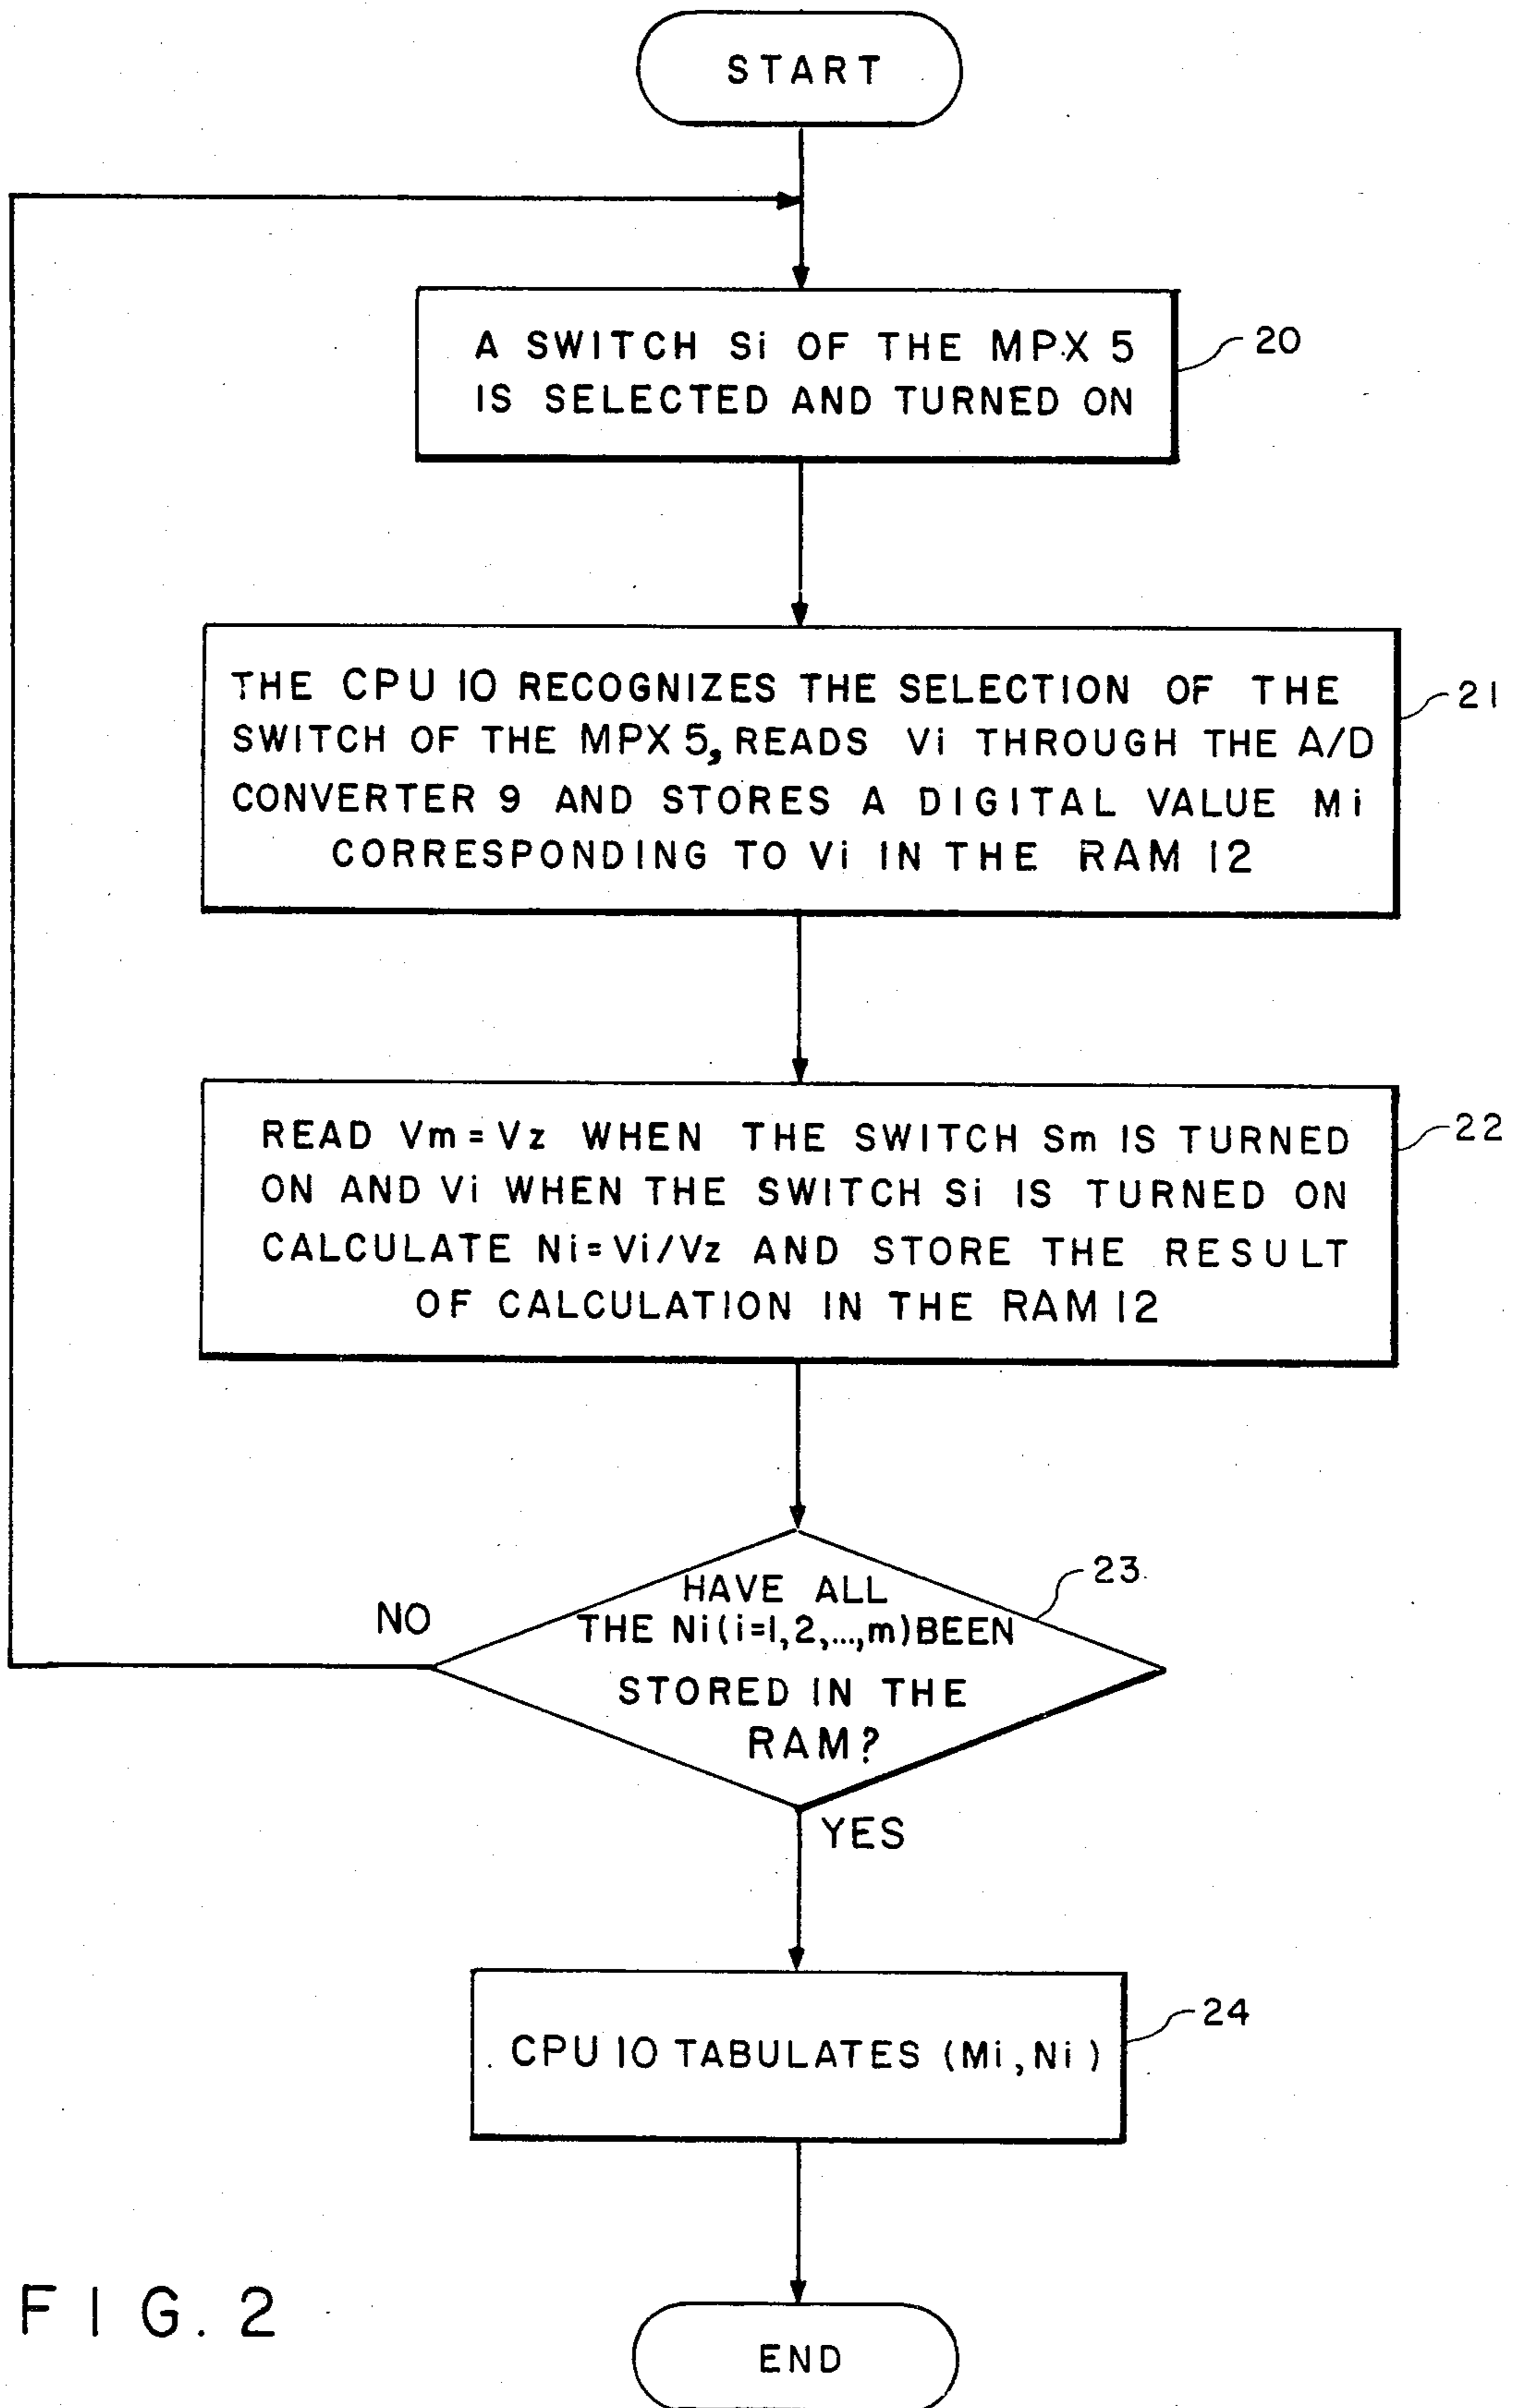 START
A SWITCH Si OF THE MPX 5
IS SELECTED AND TURNED ON
20
THE CPU 10 RECOGNIZES THE SELECTION OF THE
SWITCH OF THE MPX 5, READS Vi THROUGH THE A/D
CONVERTER 9 AND STORES A DIGITAL VALUE Mi
CORRESPONDING TO Vi IN THE RAM 12
21
READ Vm = Vz WHEN THE SWITCH Sm IS TURNED
ON AND Vi WHEN THE SWITCH Si IS TURNED ON
CALCULATE Ni = Vi/Vz AND STORE THE RESULT
OF CALCULATION IN THE RAM 12
22
HAVE ALL
THE Ni (i=1,2,...,m) BEEN
STORED IN THE
RAM?
23
NO
YES
CPU 10 TABULATES (Mi, Ni)
24
END
FIG. 2